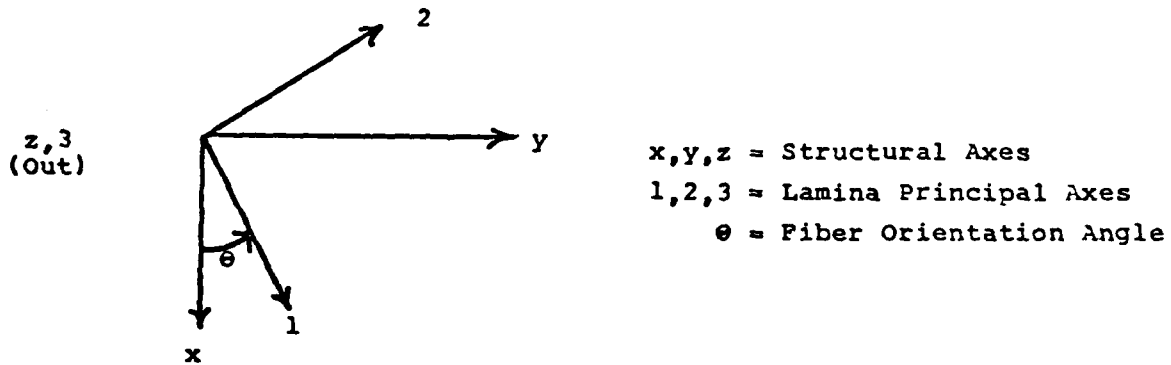 2
z,3
(Out)
y
θ
1
x
x,y,z = Structural Axes
1,2,3 = Lamina Principal Axes
θ = Fiber Orientation Angle